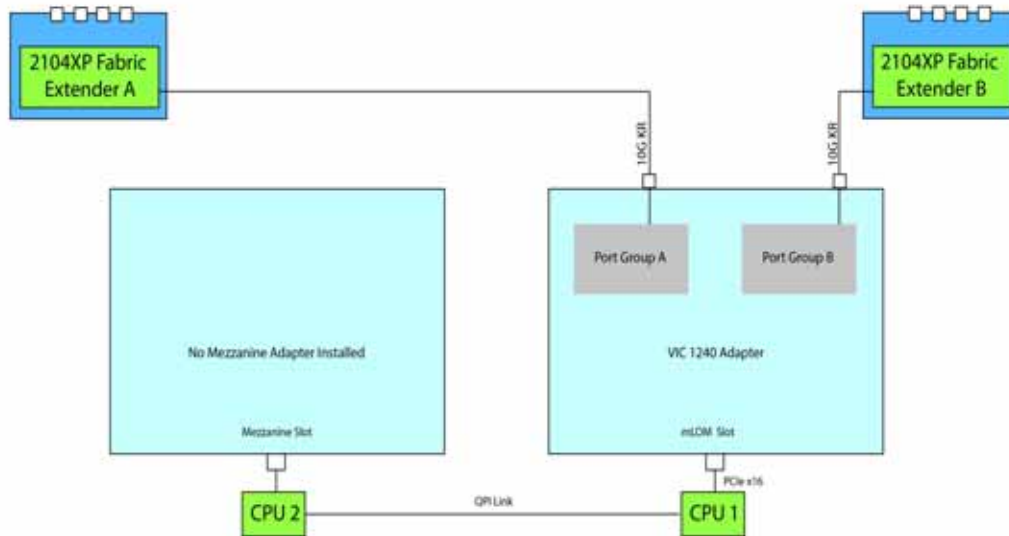 2104XP Fabric
Extender A
2104XP Fabric
Extender B
10G KR
10G KR
Port Group A
Port Group B
No Mezzanine Adapter Installed
VIC 1240 Adapter
Mezzanine Slot
mLOM Slot
PCIe x16
CPU 2
QPI Link
CPU 1